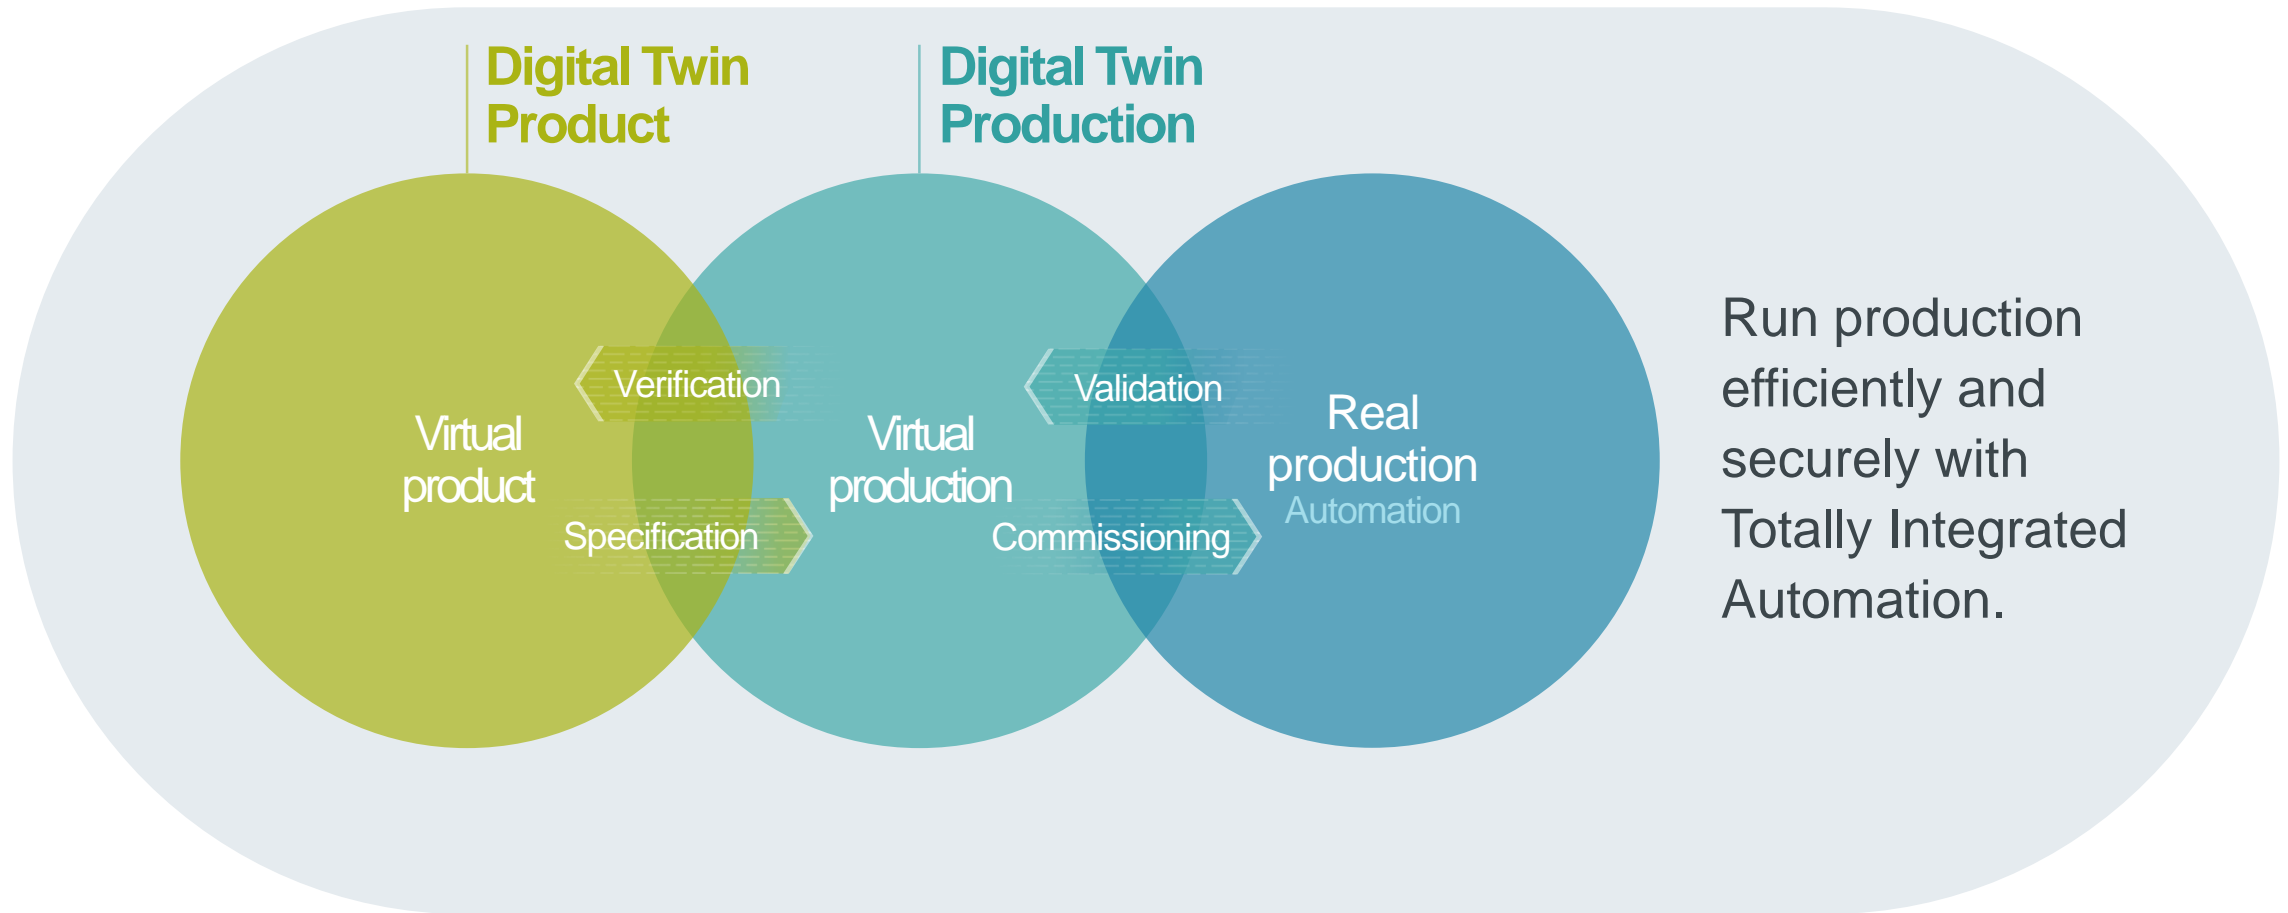 Digital Twin
Product
Digital Twin
Production
Verification
Virtual
product
Specification
Virtual
production
Validation
Commissioning
Real
production
Automation
Run production
efficiently and
securely with
Totally Integrated
Automation.